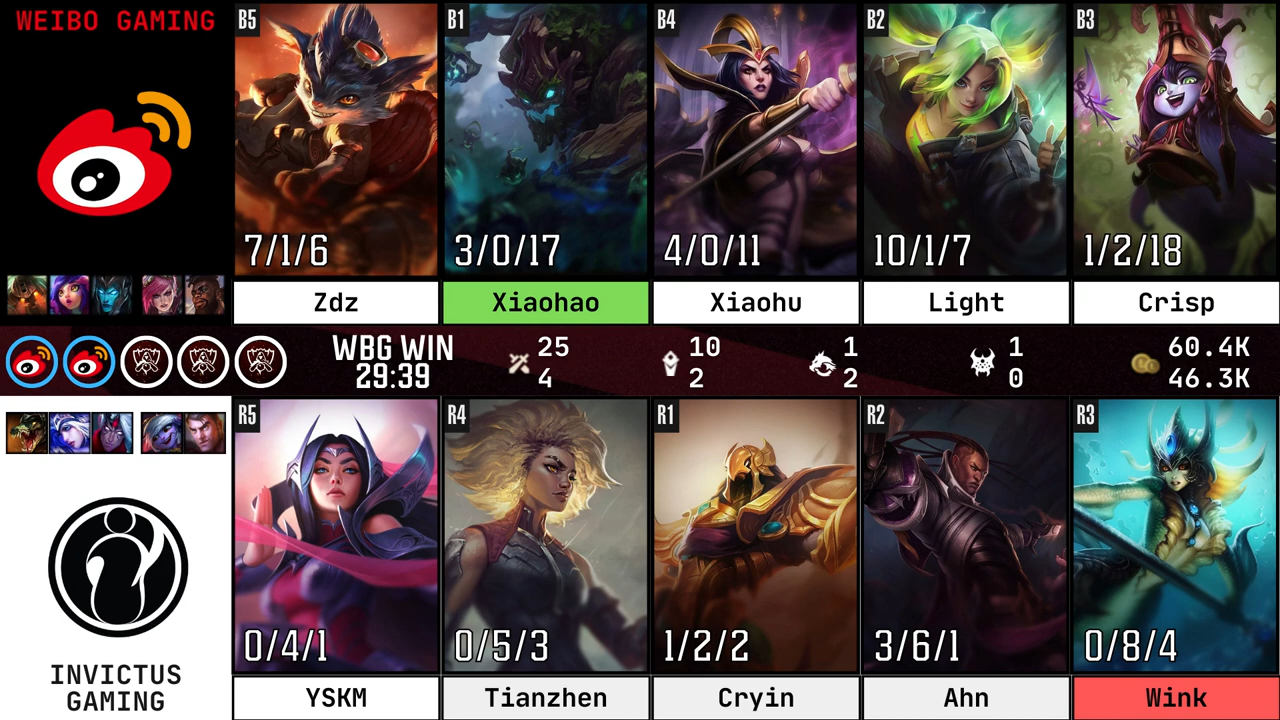 WEIBO GAMING
B5
B1
B4
B2
B3
7/1/6
3/0/17
4/0/11
10/1/7
1/2/18
Zdz
Xiaohao
Xiaohu
Light
Crisp
WBG WIN
29:39
25
4
10
2
1
2
1
0
60.4K
46.3K
R5
R4
R1
R2
R3
0/4/1
0/5/3
1/2/2
3/6/1
0/8/4
INVICTUS
GAMING
YSKM
Tianzhen
Cryin
Ahn
Wink